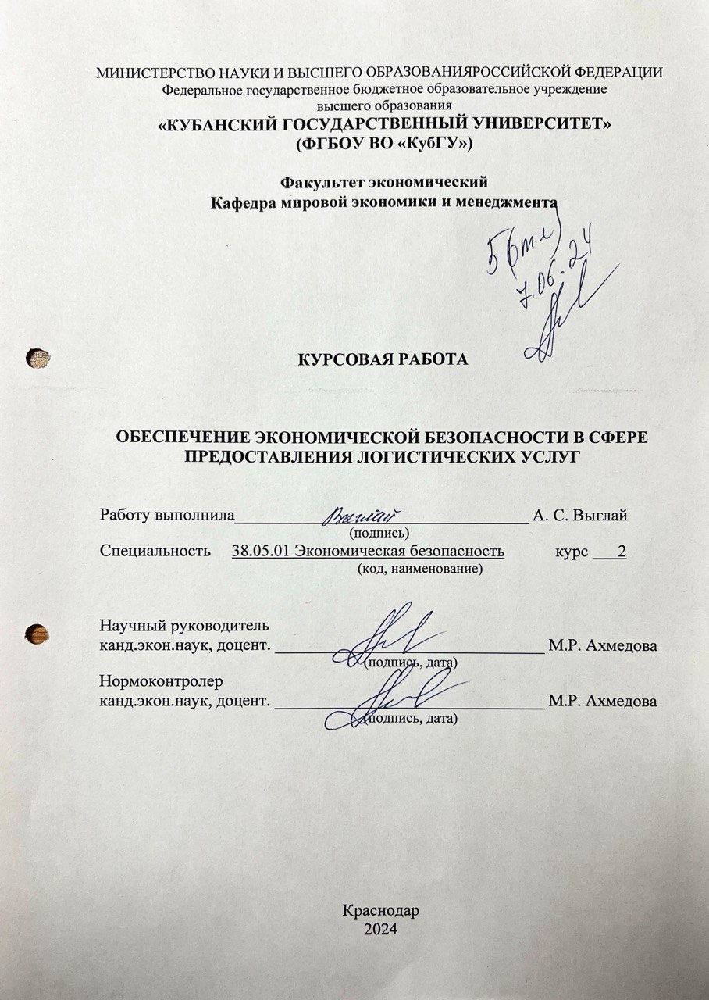 МИНИСТЕРСТВО НАУКИ И ВЫСШЕГО ОБРАЗОВАНИЯРОССИЙСКОЙ ФЕДЕРАЦИИ
Федеральное государственное бюджетное образовательное учреждение
высшего образования
«КУБАНСКИЙ ГОСУДАРСТВЕННЫЙ УНИВЕРСИТЕТ»
(ФГБОУ ВО «КубГУ»)
Факультет экономический
Кафедра мировой экономики и менеджмента
5 (отл)
7.06.24
КУРСОВАЯ РАБОТА
ОБЕСПЕЧЕНИЕ ЭКОНОМИЧЕСКОЙ БЕЗОПАСНОСТИ В СФЕРЕ
ПРЕДОСТАВЛЕНИЯ ЛОГИСТИЧЕСКИХ УСЛУГ
Работу выполнила Выглай А. С. Выглай
(подпись)
Специальность 38.05.01 Экономическая безопасность курс 2
(код, наименование)
Научный руководитель
канд.экон.наук, доцент. М.Р. Ахмедова
(подпись, дата)
Нормоконтролер
канд.экон.наук, доцент. М.Р. Ахмедова
(подпись, дата)
Краснодар
2024